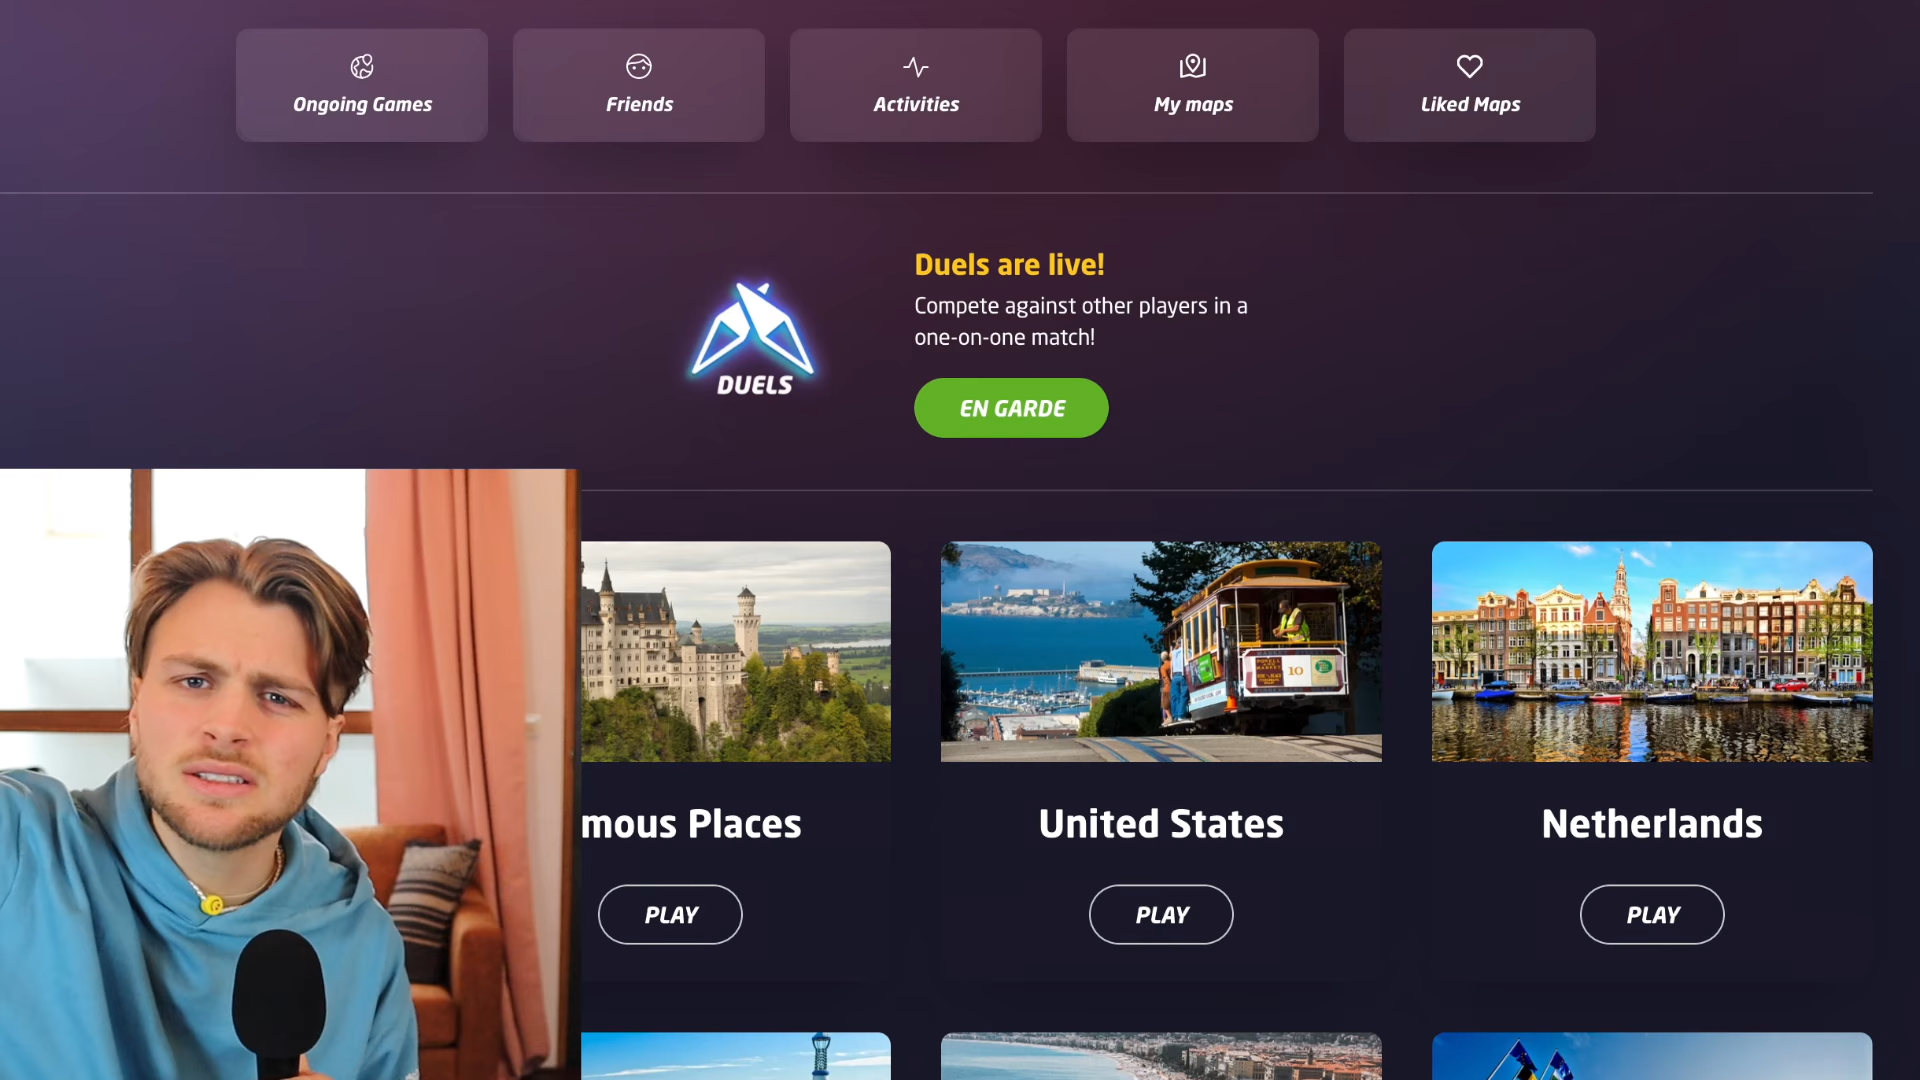 Ongoing Games
Friends
Activities
My maps
Liked Maps
Duels are live!
Compete against other players in a
one-on-one match!
DUELS
EN GARDE
10
mous Places
United States
Netherlands
PLAY
PLAY
PLAY